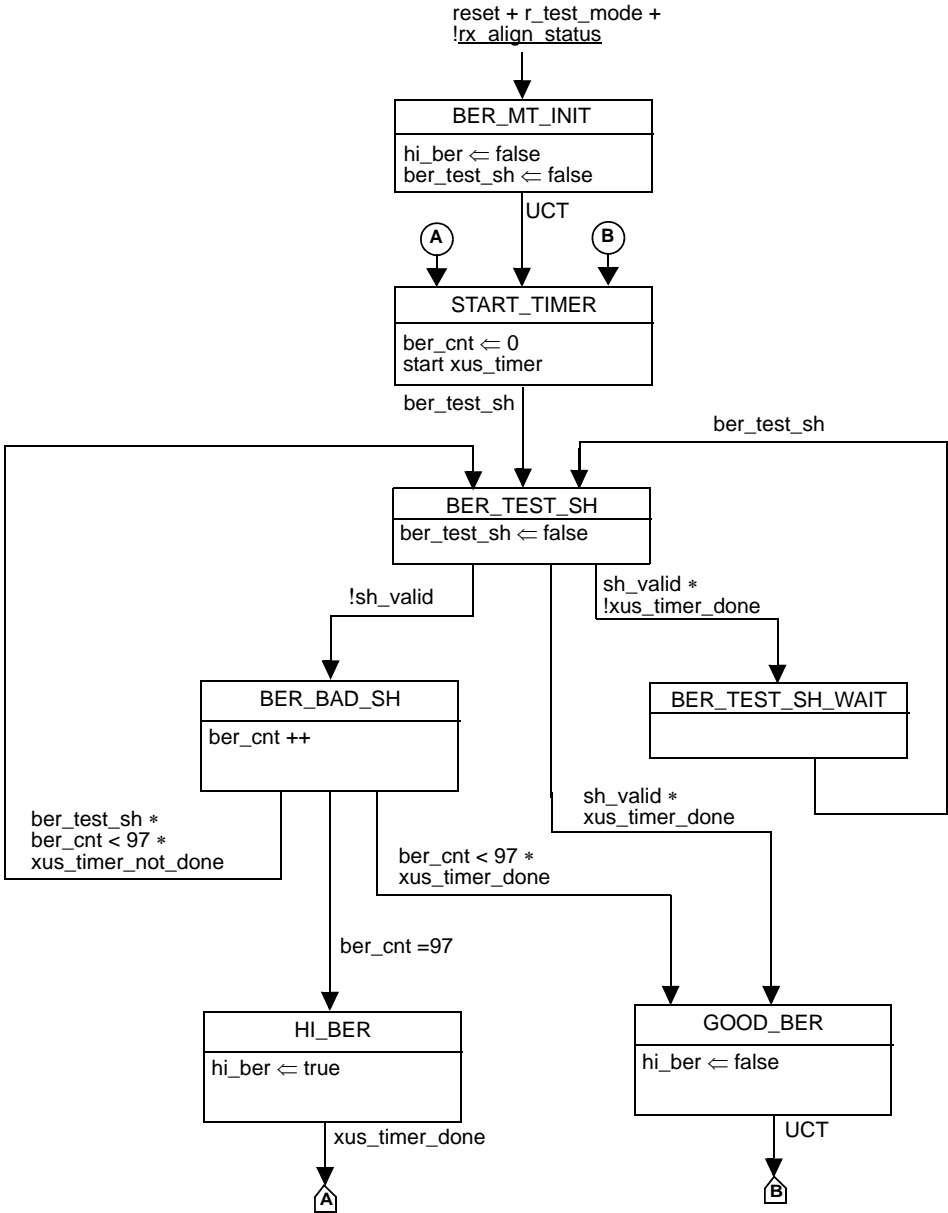 reset + r_test_mode +
!rx_align_status
BER_MT_INIT
hi_ber ⇐ false
ber_test_sh ⇐ false
UCT
A
B
START_TIMER
ber_cnt ⇐ 0
start xus_timer
ber_test_sh
ber_test_sh
BER_TEST_SH
ber_test_sh ⇐ false
!sh_valid
sh_valid *
!xus_timer_done
BER_BAD_SH
ber_cnt ++
BER_TEST_SH_WAIT
ber_test_sh *
ber_cnt < 97 *
xus_timer_not_done
ber_cnt < 97 *
xus_timer_done
sh_valid *
xus_timer_done
ber_cnt =97
HI_BER
hi_ber ⇐ true
GOOD_BER
hi_ber ⇐ false
xus_timer_done
UCT
A
B